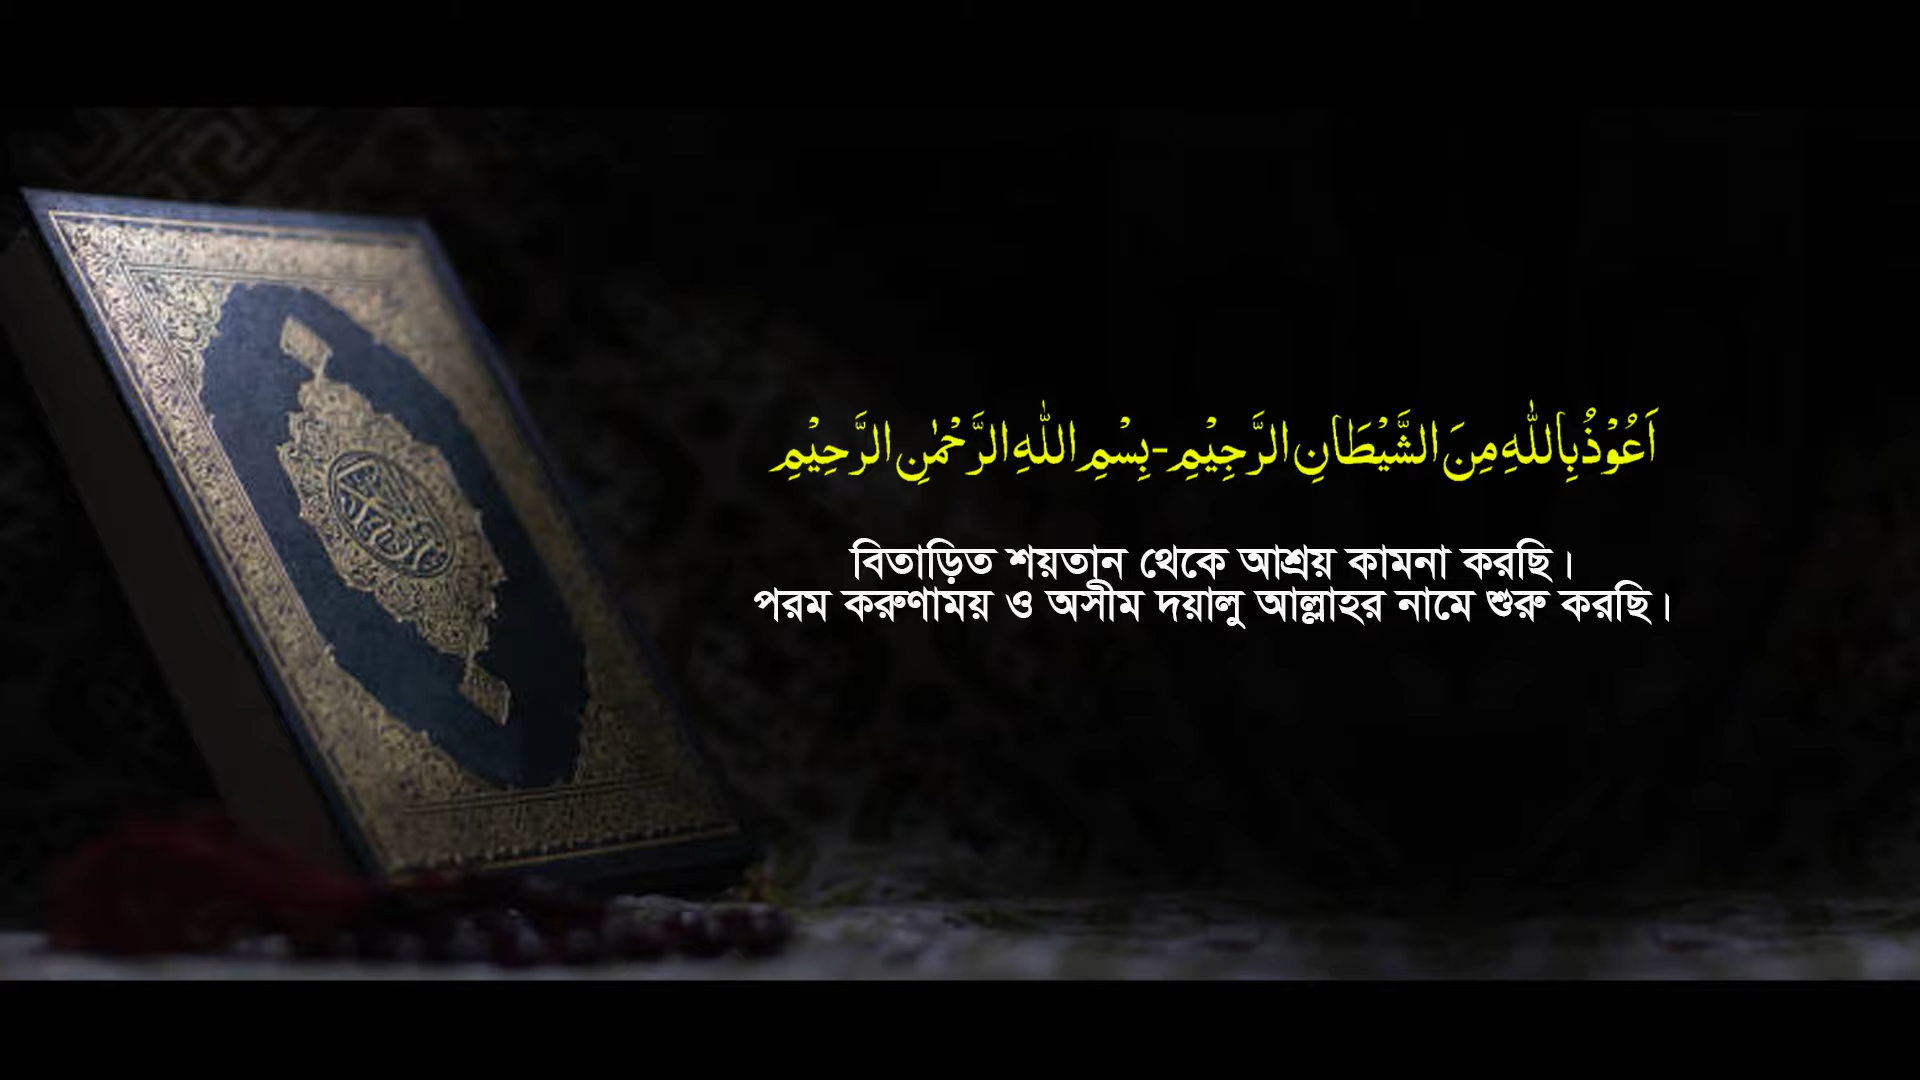 اَعُوْذُبِاللّٰهِ مِنَ الشَّيْطَانِ الرَّجِيْمِ-بِسْمِ اللّٰهِ الرَّحْمٰنِ الرَّحِيْمِ
বিতাড়িত শয়তান থেকে আশ্রয় কামনা করছি।
পরম করুণাময় ও অসীম দয়ালু আল্লাহর নামে শুরু করছি।